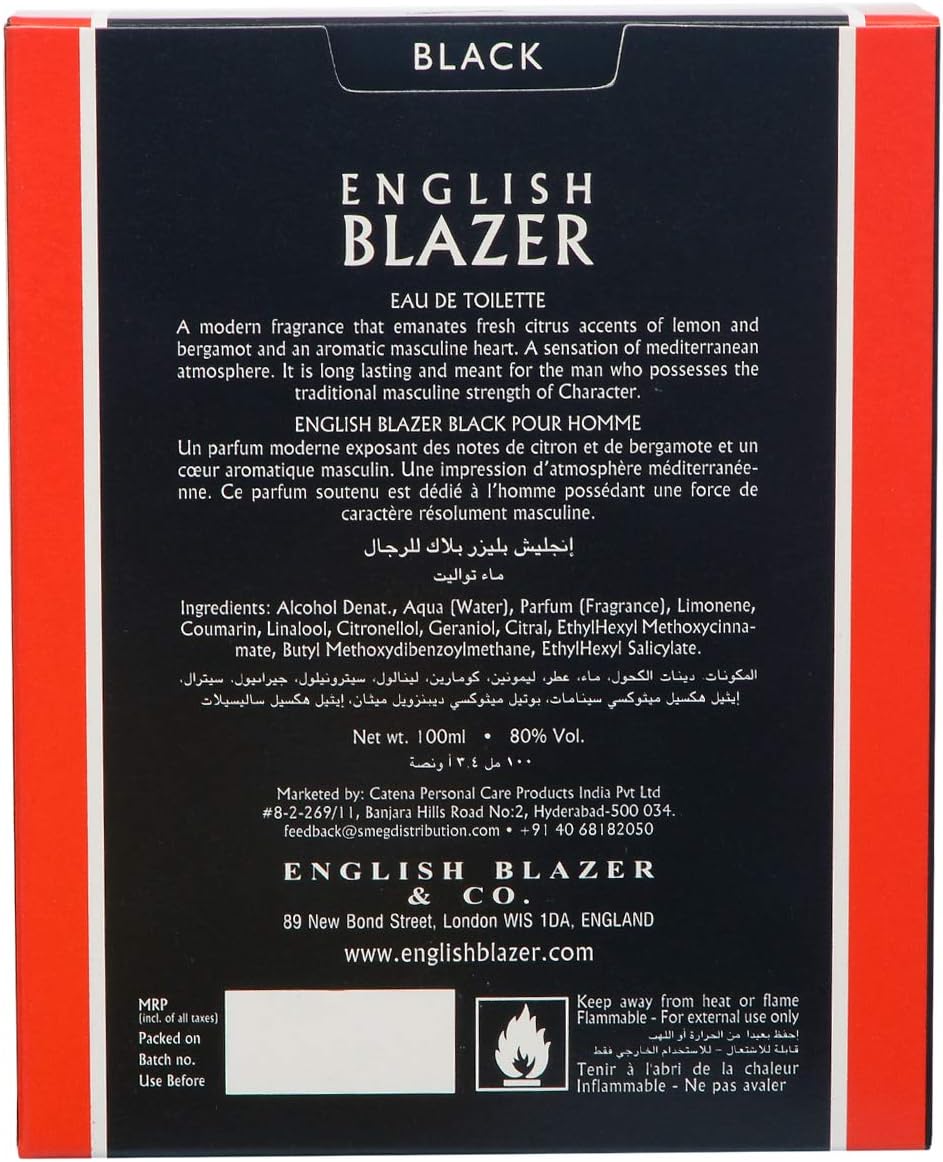 BLACK
ENGLISH
BLAZER
EAU DE TOILETTE
A modern fragrance that emanates fresh citrus accents of lemon and
bergamot and an aromatic masculine heart. A sensation of mediterranean
atmosphere. It is long lasting and meant for the man who possesses the
traditional masculine strength of Character.
ENGLISH BLAZER BLACK POUR HOMME
Un parfum moderne exposant des notes de citron et de bergamote et un
cœur aromatique masculin. Une impression d'atmosphère méditerranée-
nne. Ce parfum soutenu est dédié à l'homme possédant une force de
caractère résolument masculine.
إنجليش بليزر بلاك للرجال
ماء تواليت
Ingredients: Alcohol Denat., Aqua (Water), Parfum (Fragrance), Limonene,
Coumarin, Linalool, Citronellol, Geraniol, Citral, EthylHexyl Methoxycinna-
mate, Butyl Methoxydibenzoylmethane, EthylHexyl Salicylate.
المكونات. دينات الكحول، ماء، عطر، ليمونين، كومارين، لينالول، سيترونيلول، جيرانيول، سيترال،
إيثيل هكسيل ميثوكسي سينامات، بوتيل ميثوكسي ديبنزويل ميثان، إيثيل هكسيل ساليسيلات
Net wt. 100ml • 80% Vol.
١٠٠ مل ٣.٤ أونصة
Marketed by: Catena Personal Care Products India Pvt Ltd
#8-2-269/11, Banjara Hills Road No:2, Hyderabad-500 034.
feedback@smegdistribution.com • +91 40 68182050
ENGLISH BLAZER
& CO.
89 New Bond Street, London WIS 1DA, ENGLAND
www.englishblazer.com
MRP
(incl. of all taxes)
Packed on
Batch no.
Use Before
Keep away from heat or flame
Flammable - For external use only
إحفظ بعيدا من الحرارة أو اللهب
قابلة للاشتعال - للاستخدام الخارجي فقط
Tenir à l'abri de la chaleur
Inflammable - Ne pas avaler